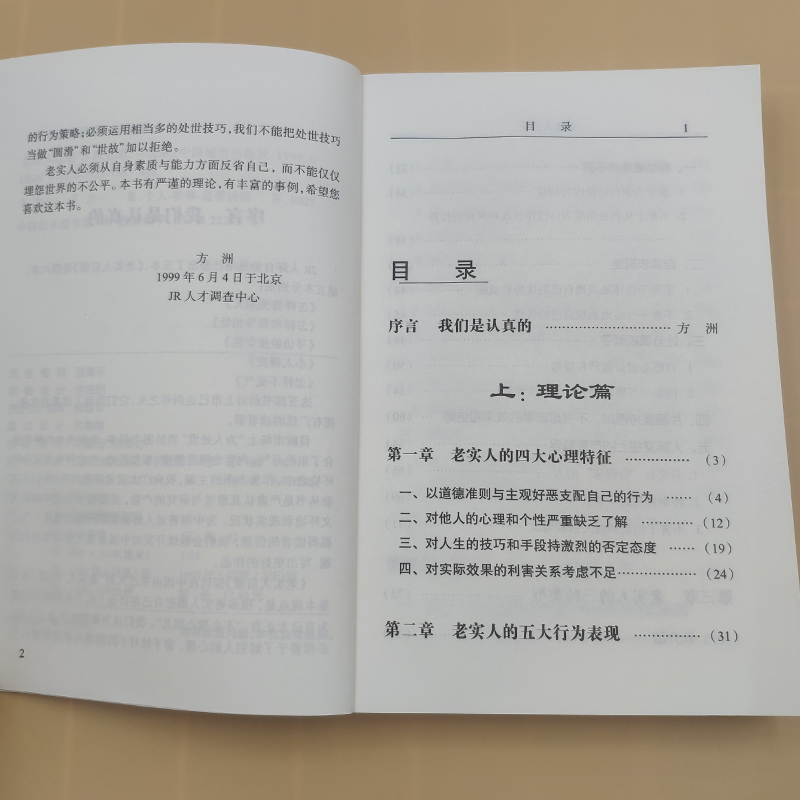 的行为策略;必须运用相当多的处世技巧,我们不能把处世技巧
当做“圆滑”和“世故”加以拒绝。
老实人必须从自身素质与能力方面反省自己,而不能仅仅
埋怨世界的不公平。本书有严谨的理论,有丰富的事例,希望您
喜欢这本书。
方 洲
1999年6月4日于北京
JR人才调查中心
2
目 录 1
目 录
序言 我们是认真的 ………………………… 方 洲
上:理论篇
第一章 老实人的四大心理特征 …………… (3)
一、以道德准则与主观好恶支配自己的行为 …… (4)
二、对他人的心理和个性严重缺乏了解 ………… (12)
三、对人生的技巧和手段持激烈的否定态度 …… (19)
四、对实际效果的利害关系考虑不足……………… (24)
第二章 老实人的五大行为表现 …………… (31)